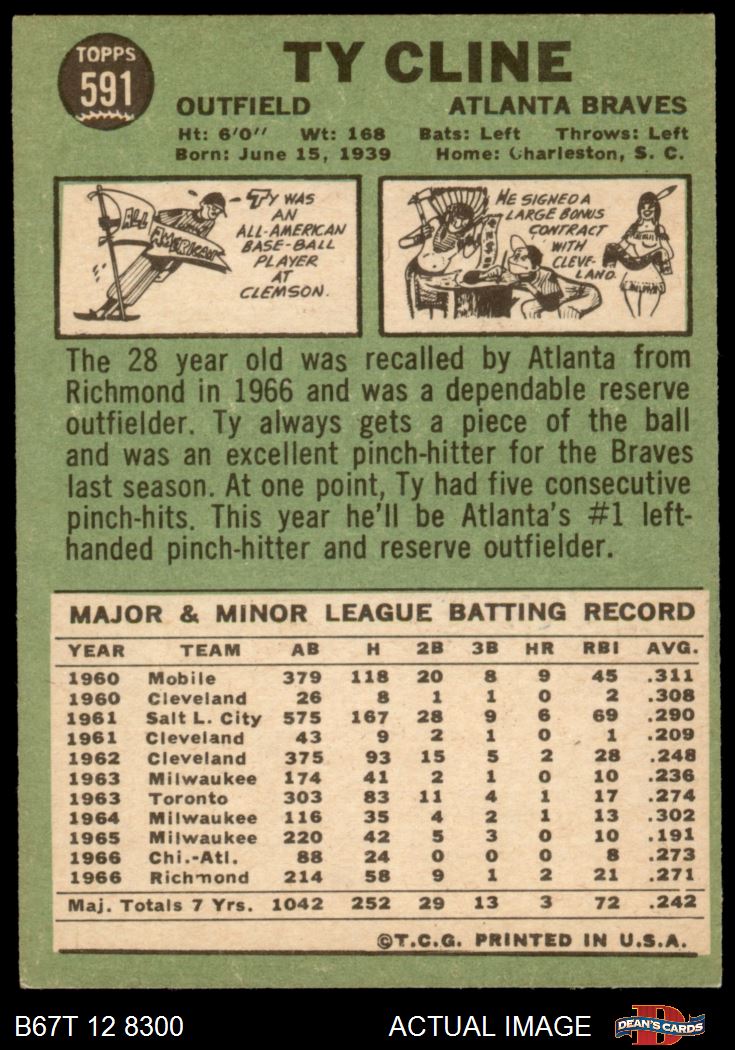 TOPPS
591
TY CLINE
OUTFIELD ATLANTA BRAVES
Ht: 6'0" Wt: 168 Bats: Left Throws: Left
Born: June 15, 1939 Home: Charleston, S. C.
ALL
AMERICAN
TY WAS
AN
ALL-AMERICAN
BASE-BALL
PLAYER
AT
CLEMSON.
HE SIGNED A
LARGE BONUS
CONTRACT
WITH
CLEVE-
LAND
The 28 year old was recalled by Atlanta from
Richmond in 1966 and was a dependable reserve
outfielder. Ty always gets a piece of the ball
and was an excellent pinch-hitter for the Braves
last season. At one point, Ty had five consecutive
pinch-hits. This year he'll be Atlanta's #1 left-
handed pinch-hitter and reserve outfielder.
MAJOR & MINOR LEAGUE BATTING RECORD
YEAR TEAM AB H 2B 3B HR RBI AVG.
1960 Mobile 379 118 20 8 9 45 .311
1960 Cleveland 26 8 1 1 0 2 .308
1961 Salt L. City 575 167 28 9 6 69 .290
1961 Cleveland 43 9 2 1 0 1 .209
1962 Cleveland 375 93 15 5 2 28 .248
1963 Milwaukee 174 41 2 1 0 10 .236
1963 Toronto 303 83 11 4 1 17 .274
1964 Milwaukee 116 35 4 2 1 13 .302
1965 Milwaukee 220 42 5 3 0 10 .191
1966 Chi.-Atl. 88 24 0 0 0 8 .273
1966 Richmond 214 58 9 1 2 21 .271
Maj. Totals 7 Yrs. 1042 252 29 13 3 72 .242
©T.C.G. PRINTED IN U.S.A.
B67T 12 8300 ACTUAL IMAGE DEAN'S CARDS